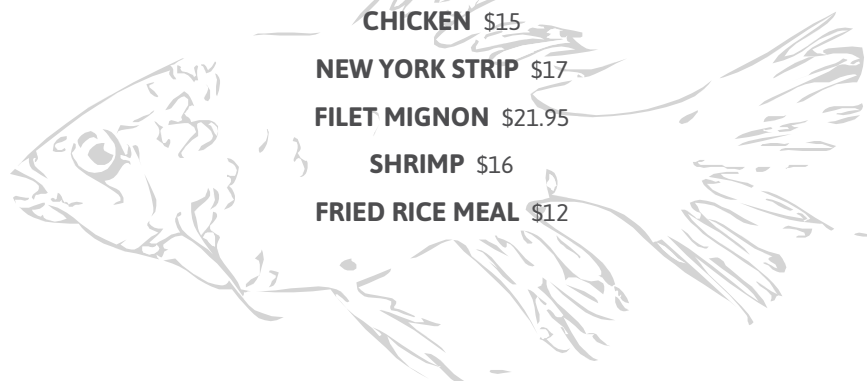 CHICKEN $15
NEW YORK STRIP $17
FILET MIGNON $21.95
SHRIMP $16
FRIED RICE MEAL $12